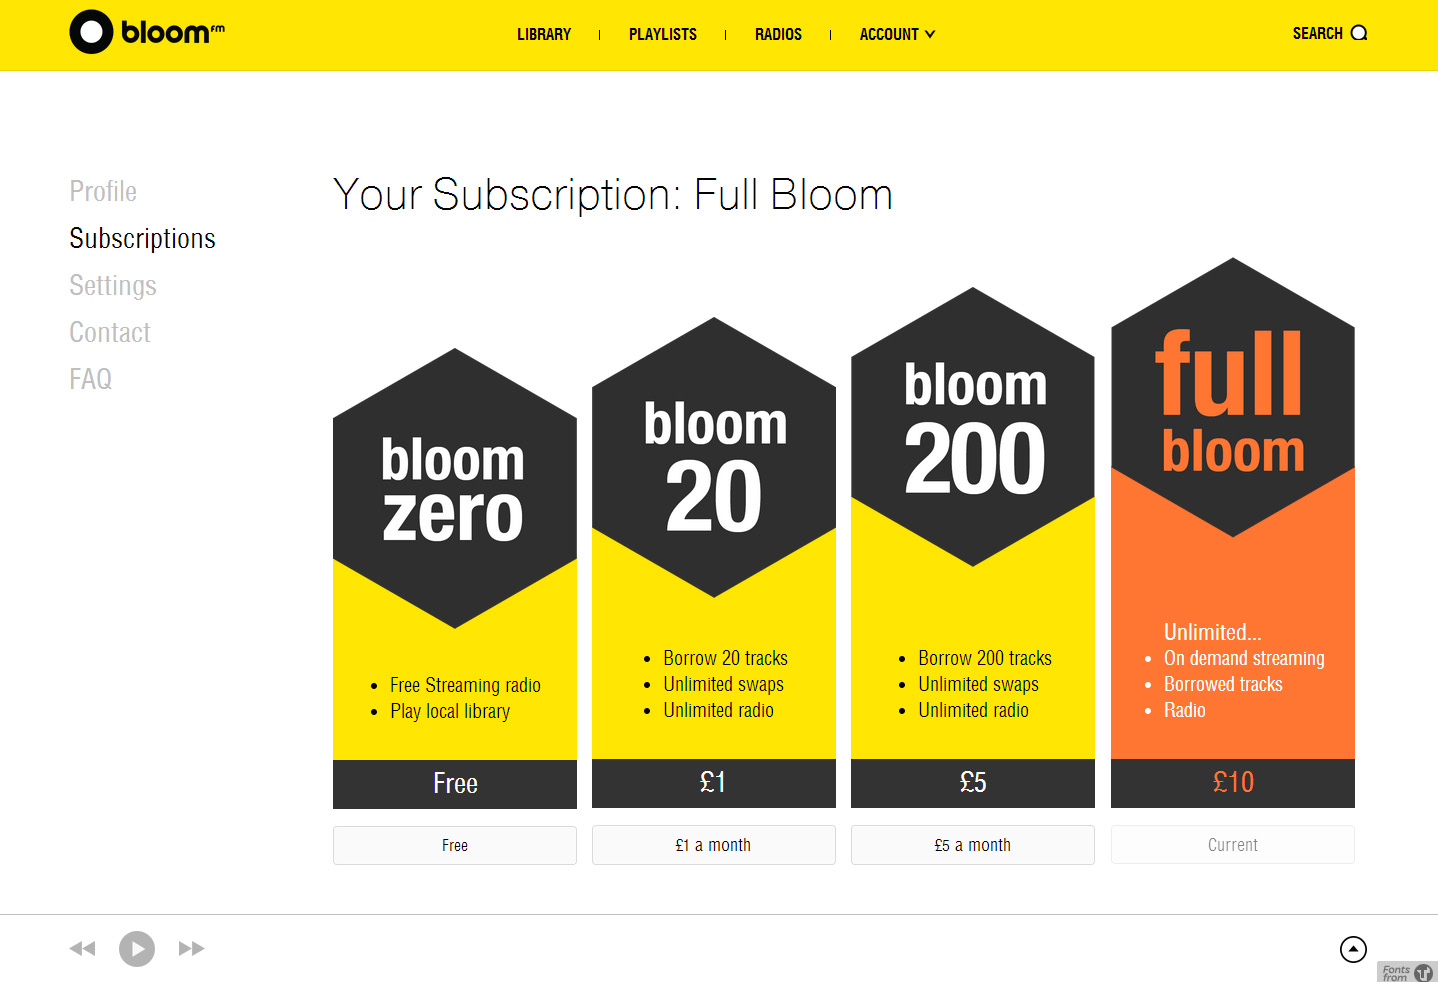 bloom fm
LIBRARY
PLAYLISTS
RADIOS
ACCOUNT
SEARCH
Profile
Subscriptions
Settings
Contact
FAQ
Your Subscription: Full Bloom
bloom
zero
Free Streaming radio
Play local library
Free
Free
bloom
20
Borrow 20 tracks
Unlimited swaps
Unlimited radio
£1
£1 a month
bloom
200
Borrow 200 tracks
Unlimited swaps
Unlimited radio
£5
£5 a month
full
bloom
Unlimited...
On demand streaming
Borrowed tracks
Radio
£10
Current
Fonts
from